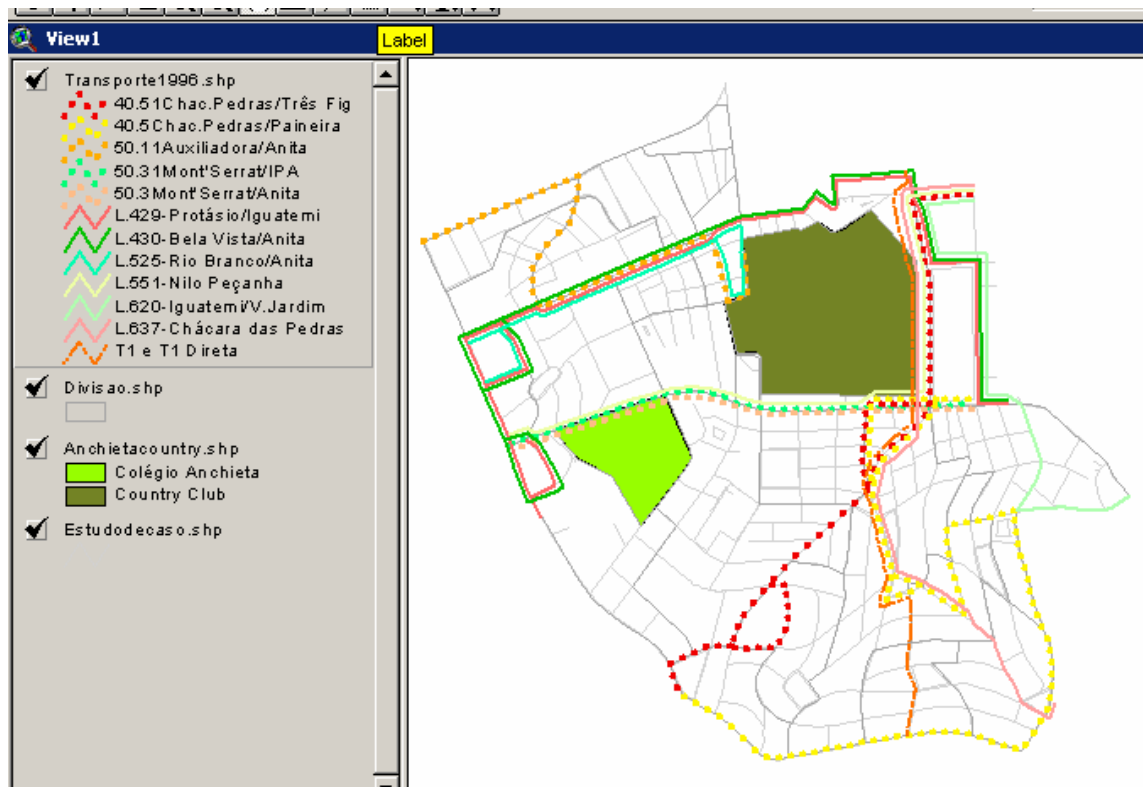 View1
Label
Transporte1996.shp
40.51Chac.Pedras/Três Fig
40.5Chac.Pedras/Paineira
50.11Auxiliadora/Anita
50.31Mont'Serrat/IPA
50.3Mont'Serrat/Anita
L.429-Protásio/Iguatemi
L.430-Bela Vista/Anita
L.525-Rio Branco/Anita
L.551-Nilo Peçanha
L.620-Iguatemi/V.Jardim
L.637-Chácara das Pedras
T1 e T1 Direta
Divisao.shp
Anchietacountry.shp
Colégio Anchieta
Country Club
Estudodecaso.shp